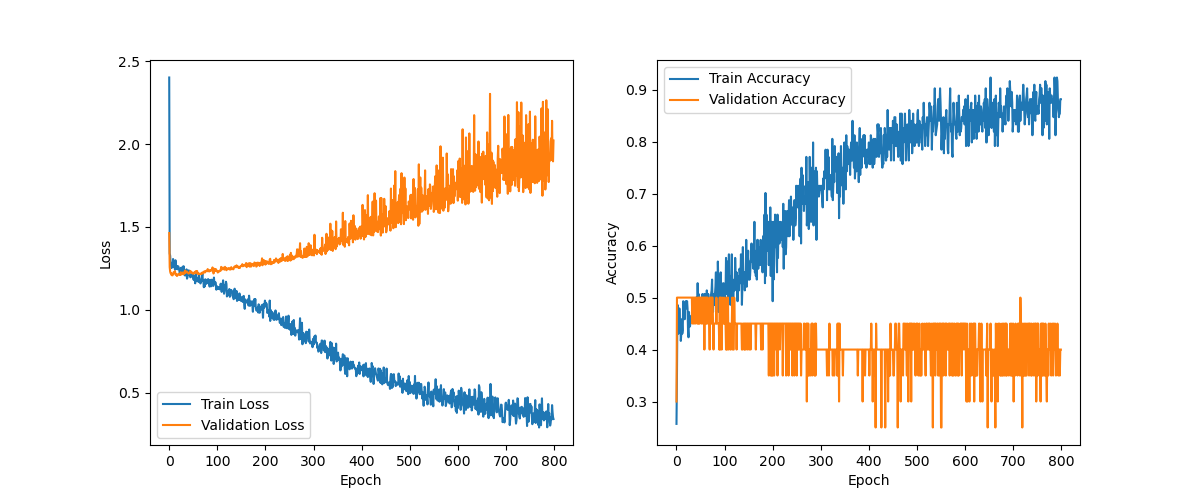 2.5
2.0
1.5
1.0
0.5
Loss
Train Loss
Validation Loss
0 100 200 300 400 500 600 700 800
Epoch
0.9
0.8
0.7
0.6
0.5
0.4
0.3
Accuracy
Train Accuracy
Validation Accuracy
0 100 200 300 400 500 600 700 800
Epoch